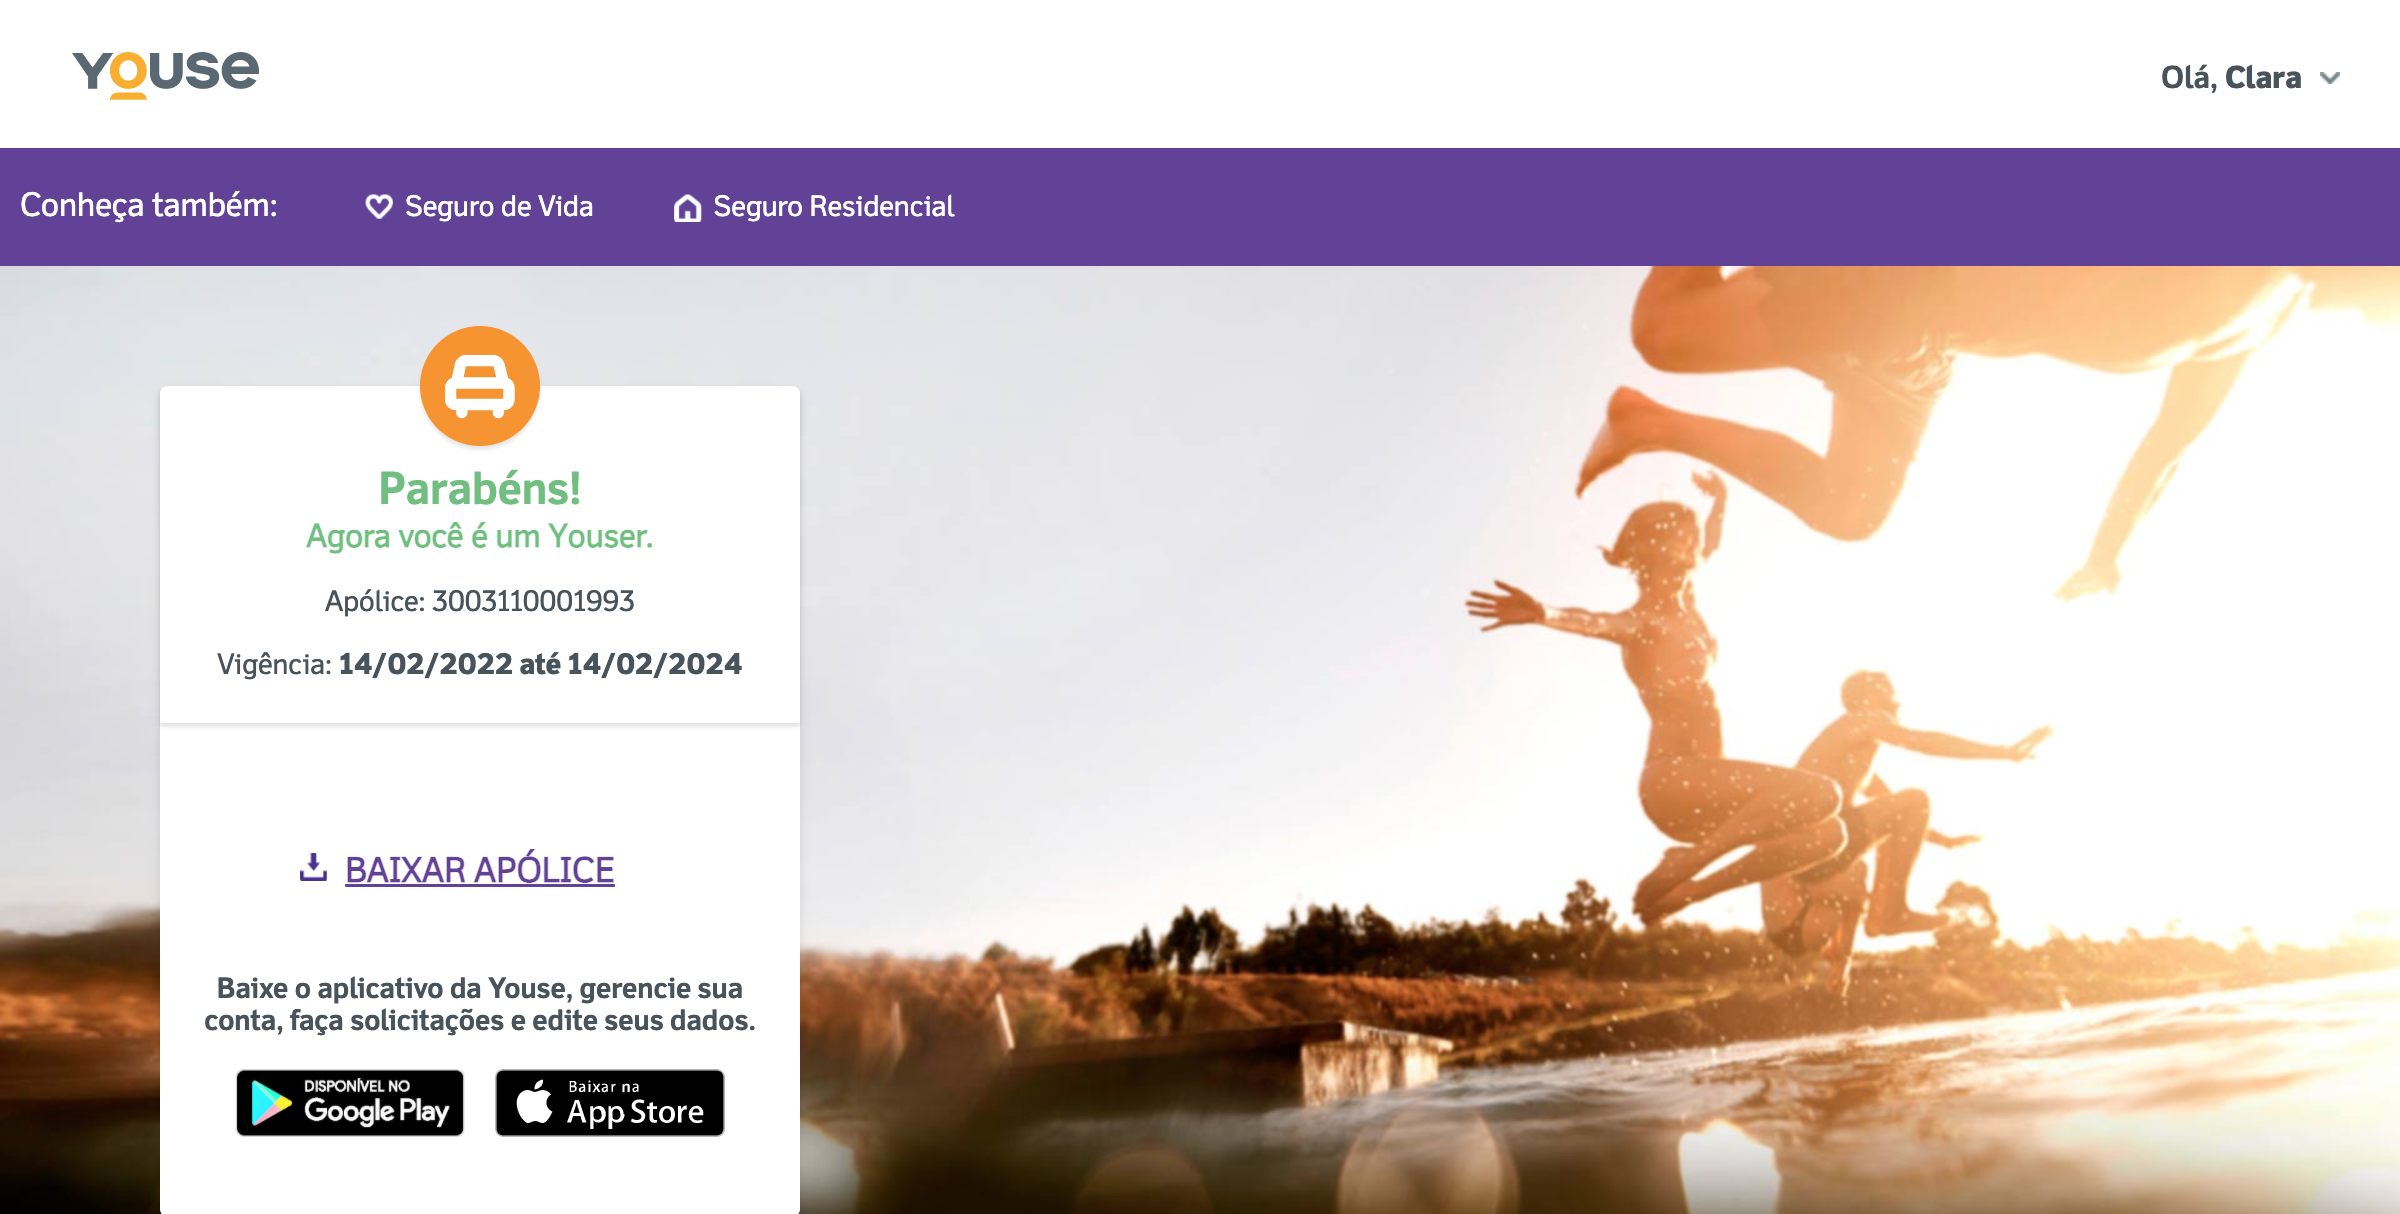 Youse
Olá, Clara
Conheça também:
Seguro de Vida
Seguro Residencial
Parabéns!
Agora você é um Youser.
Apólice: 3003110001993
Vigência: 14/02/2022 até 14/02/2024
BAIXAR APÓLICE
Baixe o aplicativo da Youse, gerencie sua
conta, faça solicitações e edite seus dados.
DISPONÍVEL NO
Google Play
Baixar na
App Store